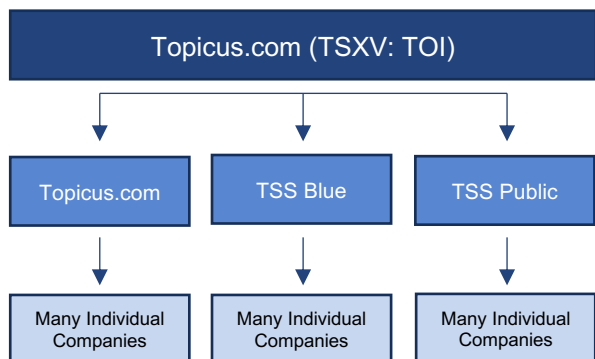 Topicus.com (TSXV: TOI)
Topicus.com
TSS Blue
TSS Public
Many Individual
Companies
Many Individual
Companies
Many Individual
Companies